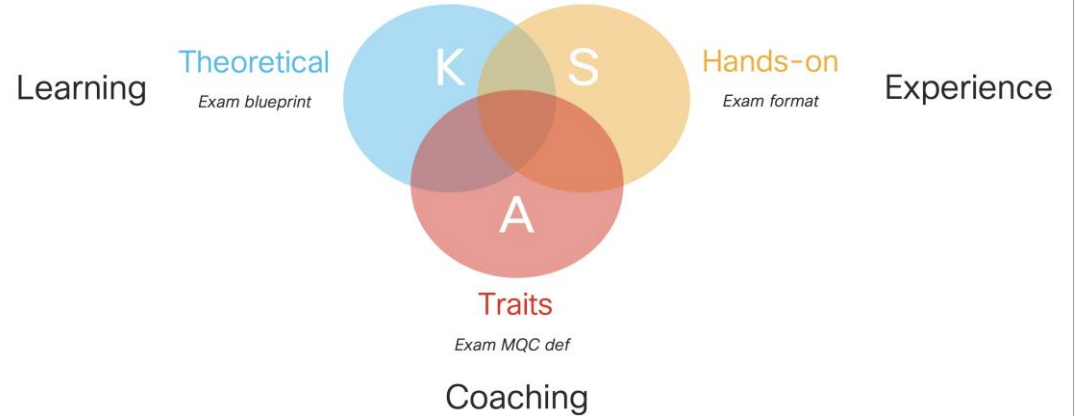 Learning
Theoretical
Exam blueprint
K
S
Hands-on
Exam format
Experience
A
Traits
Exam MQC def
Coaching